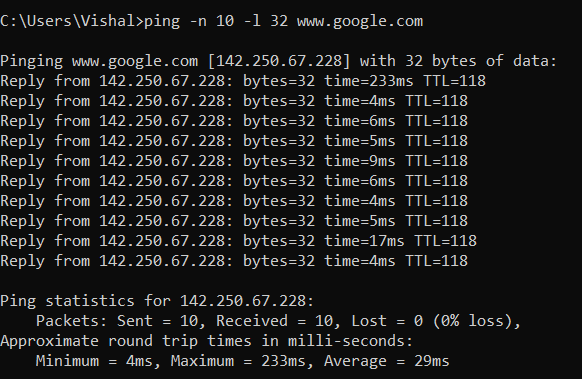 C:\Users\Vishal>ping -n 10 -l 32 www.google.com
Pinging www.google.com [142.250.67.228] with 32 bytes of data:
Reply from 142.250.67.228: bytes=32 time=233ms TTL=118
Reply from 142.250.67.228: bytes=32 time=4ms TTL=118
Reply from 142.250.67.228: bytes=32 time=6ms TTL=118
Reply from 142.250.67.228: bytes=32 time=5ms TTL=118
Reply from 142.250.67.228: bytes=32 time=9ms TTL=118
Reply from 142.250.67.228: bytes=32 time=6ms TTL=118
Reply from 142.250.67.228: bytes=32 time=4ms TTL=118
Reply from 142.250.67.228: bytes=32 time=5ms TTL=118
Reply from 142.250.67.228: bytes=32 time=17ms TTL=118
Reply from 142.250.67.228: bytes=32 time=4ms TTL=118
Ping statistics for 142.250.67.228:
Packets: Sent = 10, Received = 10, Lost = 0 (0% loss),
Approximate round trip times in milli-seconds:
Minimum = 4ms, Maximum = 233ms, Average = 29ms